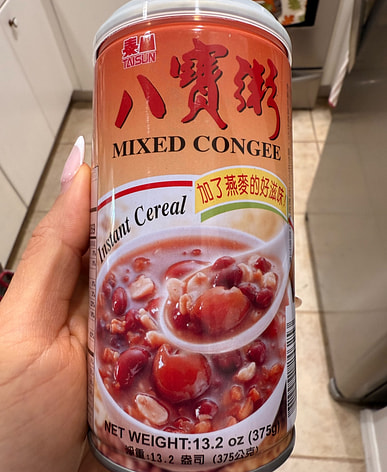 泰山
TAISUN
八寶粥
MIXED CONGEE
加了燕麥的好滋味
Instant Cereal
NET WEIGHT:13.2 oz (375g)
淨重:13.2 盎司 (375公克)